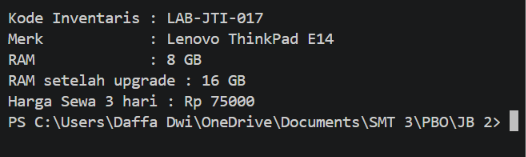 Kode Inventaris : LAB-JTI-017
Merk            : Lenovo ThinkPad E14
RAM             : 8 GB
RAM setelah upgrade : 16 GB
Harga Sewa 3 hari : Rp 75000
PS C:\Users\Daffa Dwi\OneDrive\Documents\SMT 3\PBO\JB 2>